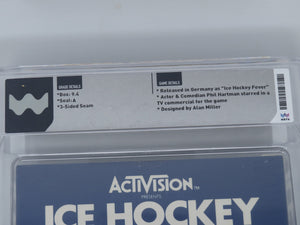 GRADE DETAILS
*Box: 9.4
*Seal: A
*3-Sided Seam
GAME DETAILS
*Released in Germany as "Ice Hockey Fever"
*Actor & Comedian Phil Hartman starred in a
TV commercial for the game
*Designed by Alan Miller
WATA
ACTIVISION
PRESENTS
ICE HOCKEY